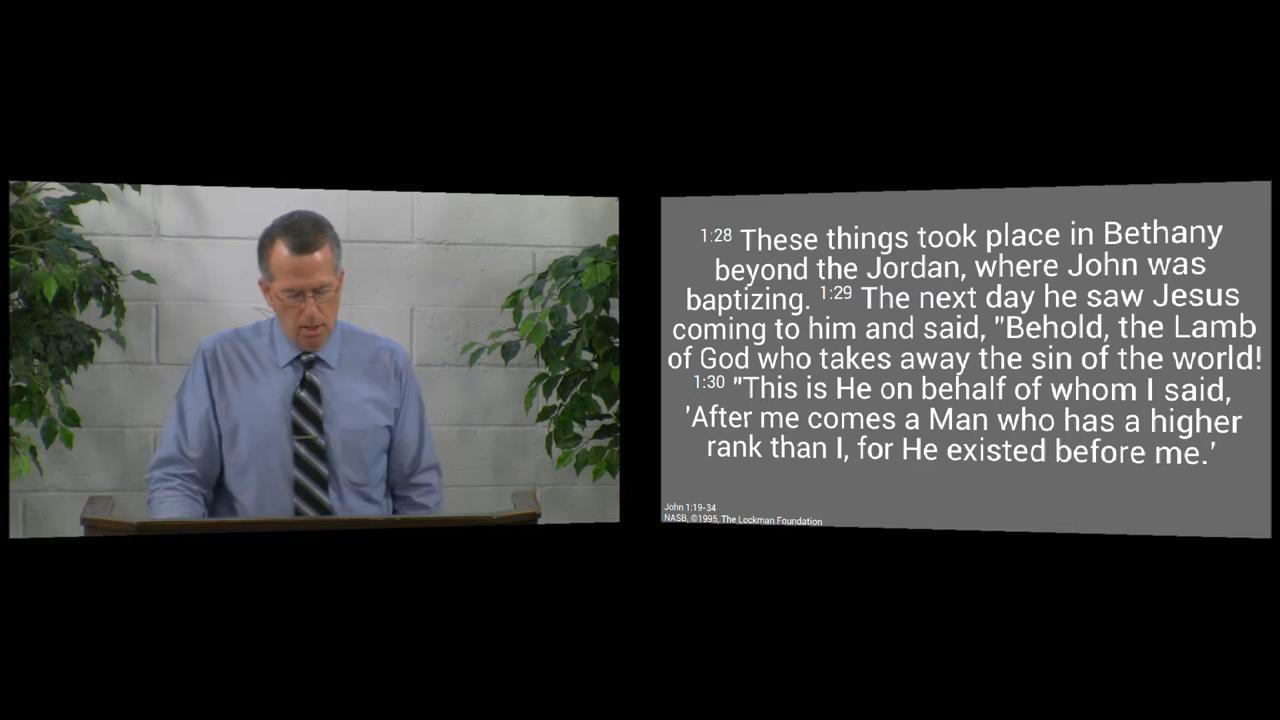 1:28 These things took place in Bethany
beyond the Jordan, where John was
baptizing. 1:29 The next day he saw Jesus
coming to him and said, "Behold, the Lamb
of God who takes away the sin of the world!
1:30 "This is He on behalf of whom I said,
'After me comes a Man who has a higher
rank than I, for He existed before me.'
John 1:19-34
NASB, ©1995, The Lockman Foundation